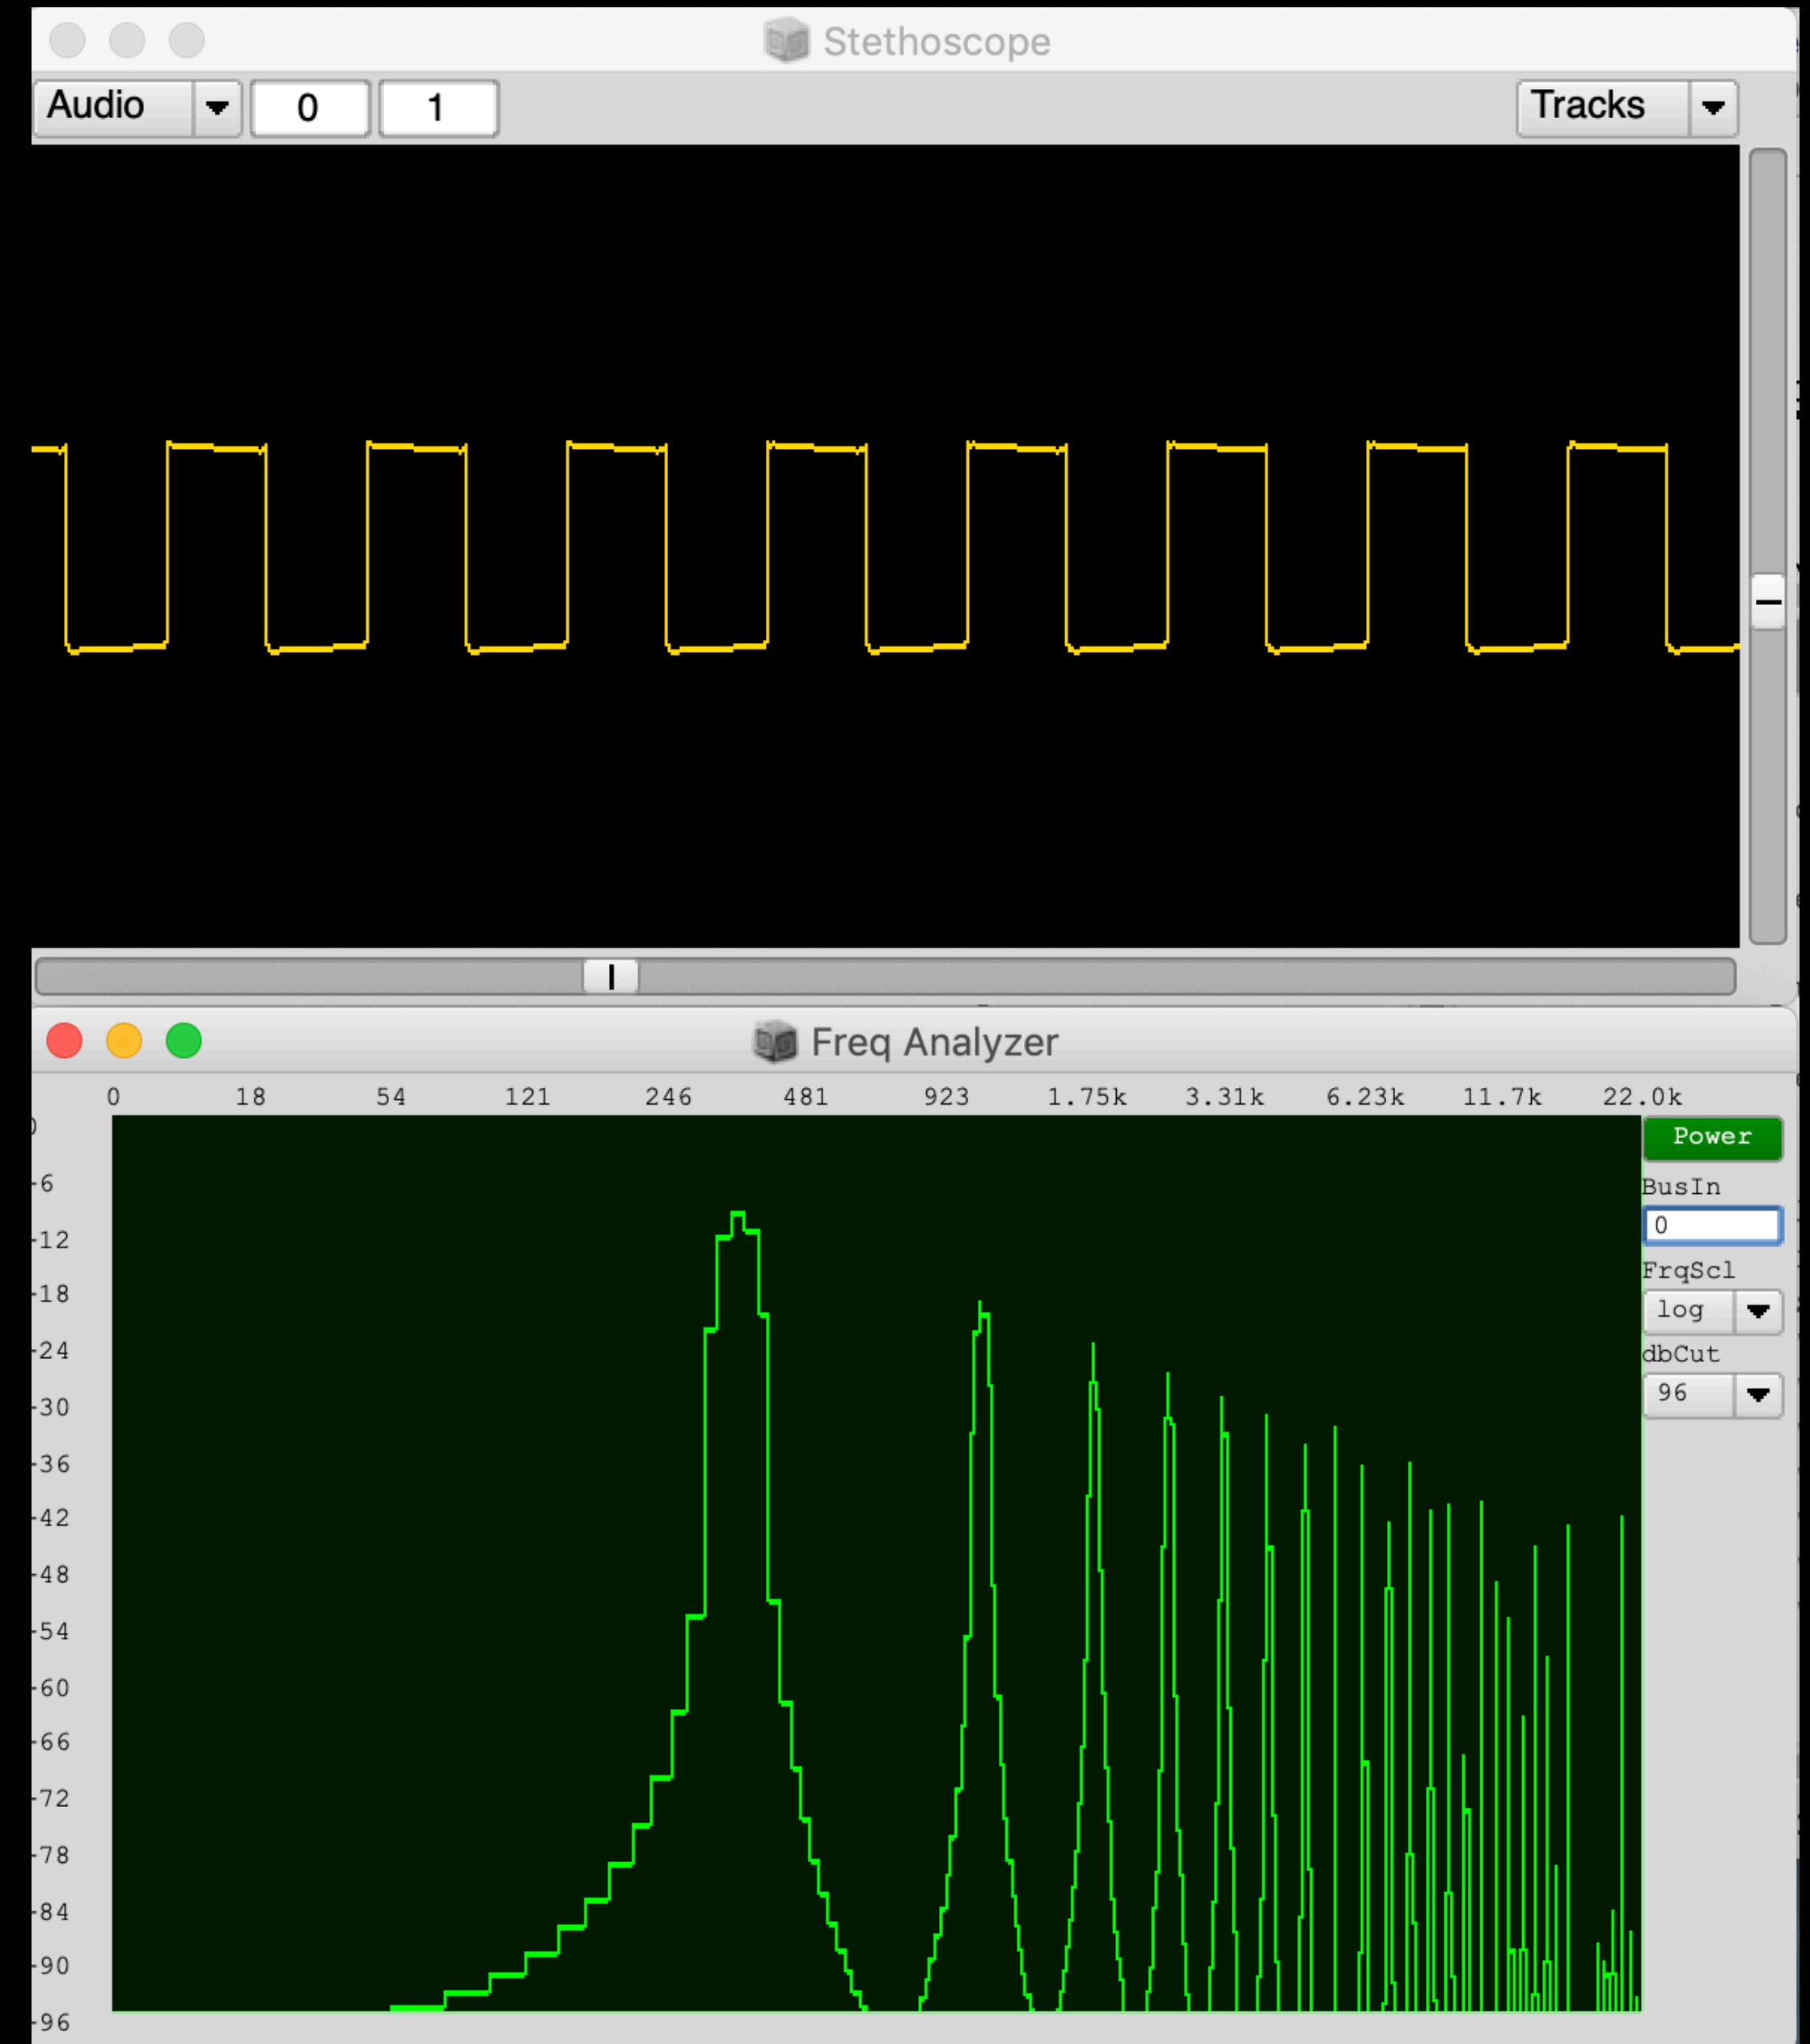 Stethoscope
Audio 0 1 Tracks
Freq Analyzer
0 18 54 121 246 481 923 1.75k 3.31k 6.23k 11.7k 22.0k
Power
-6
BusIn
0
-12
FrqScl
-18
log
-24
dbCut
-30
96
-36
-42
-48
-54
-60
-66
-72
-78
-84
-90
-96